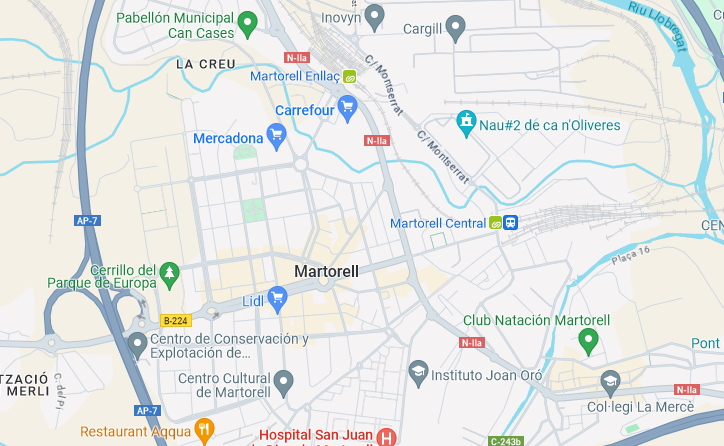 Pabellón Municipal
Can Cases
Inovyn
Cargill
Riu Llobregat
N-IIa
LA CREU
Martorell Enllaç
C/ Montserrat
Carrefour
Mercadona
N-IIa
C/ Montserrat
Nau#2 de ca n'Oliveres
AP-7
Martorell Central
CEN
Plaça 16
Cerrillo del
Parque de Europa
Martorell
Lidl
B-224
Club Natación Martorell
Centro de Conservación y
Explotación de...
N-IIa
Pont
TZACIÓ
MERLI
C. del Pi
Centro Cultural
de Martorell
Instituto Joan Oró
N-IIa
Col·legi La Mercè
AP-7
Restaurant Aqqua
Hospital San Juan
C-243b